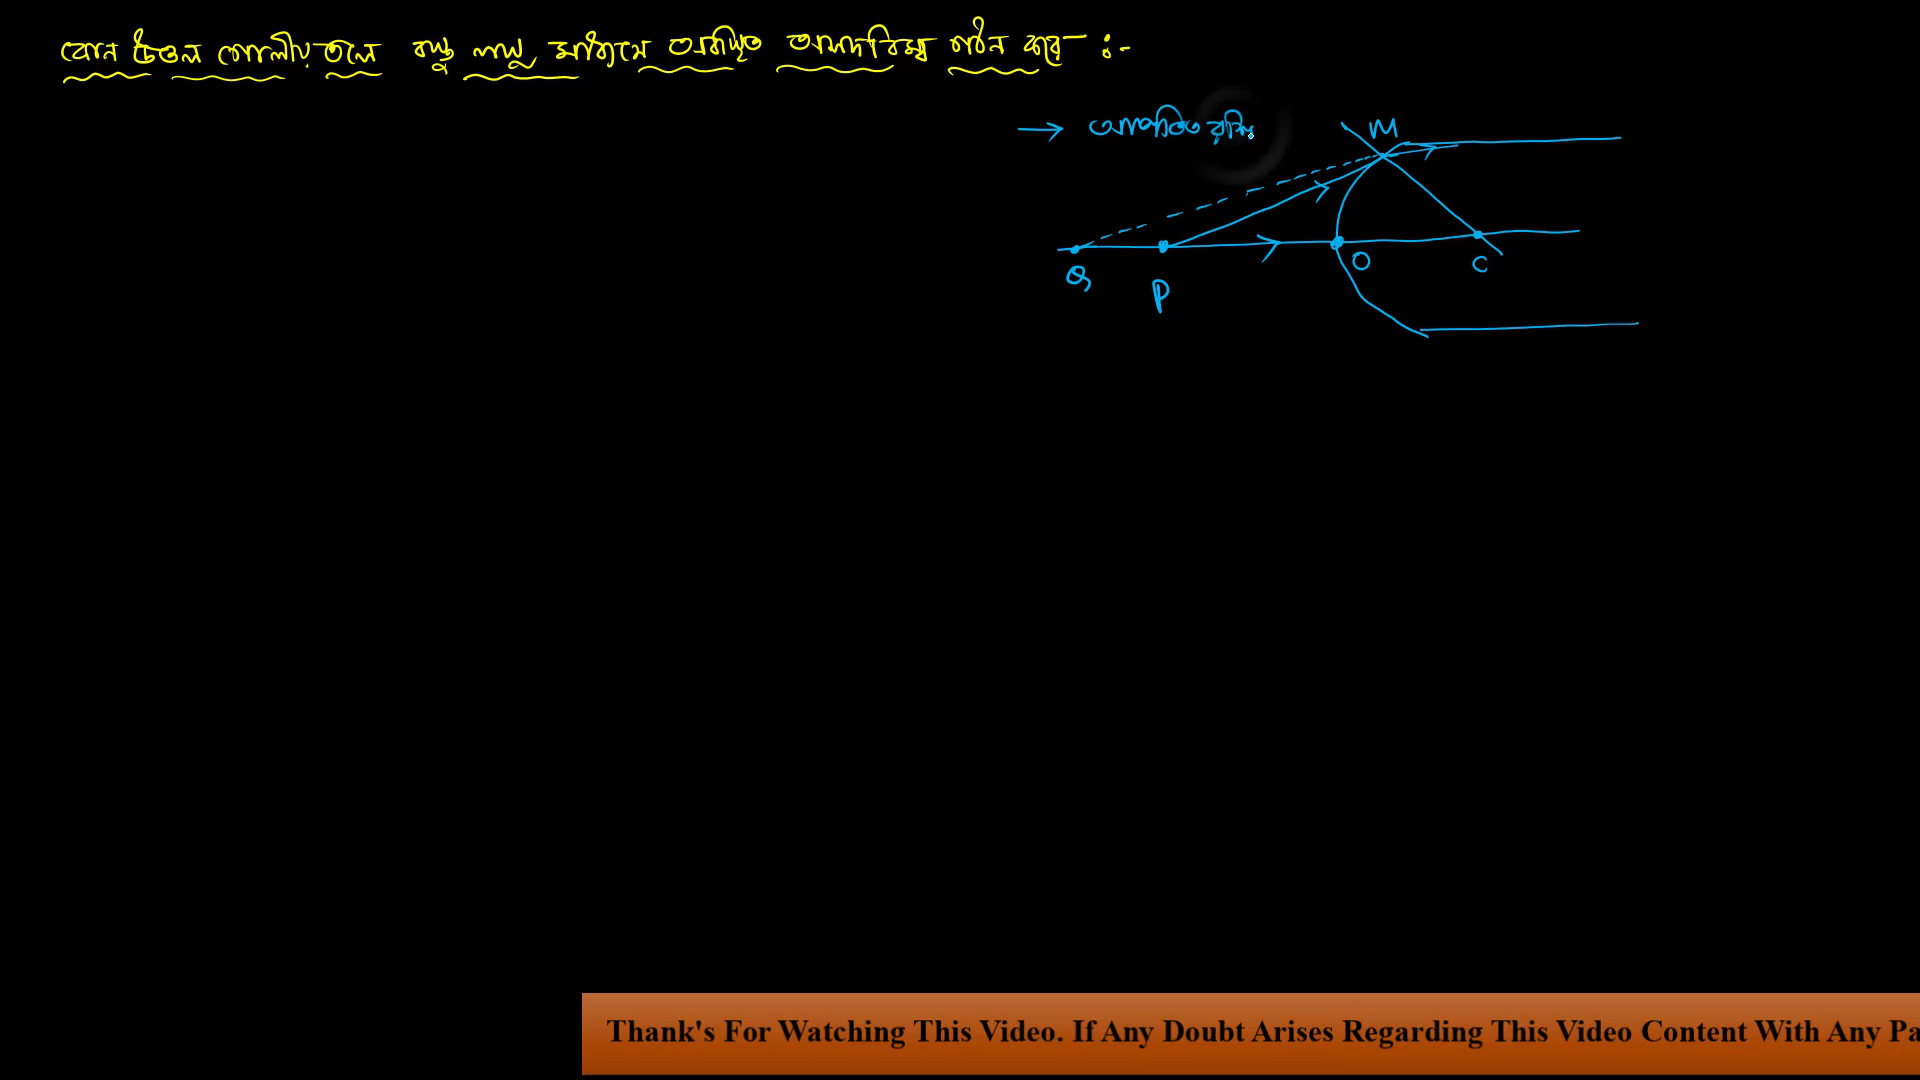 কোন উত্তল গোলীয় তলে বস্তু লঘু মাধ্যমে অবস্থিত অসদবিম্ব গঠন করে :-
→ আপতিত রশ্মি
M
Q P O C
Thank's For Watching This Video. If Any Doubt Arises Regarding This Video Content With Any Pa